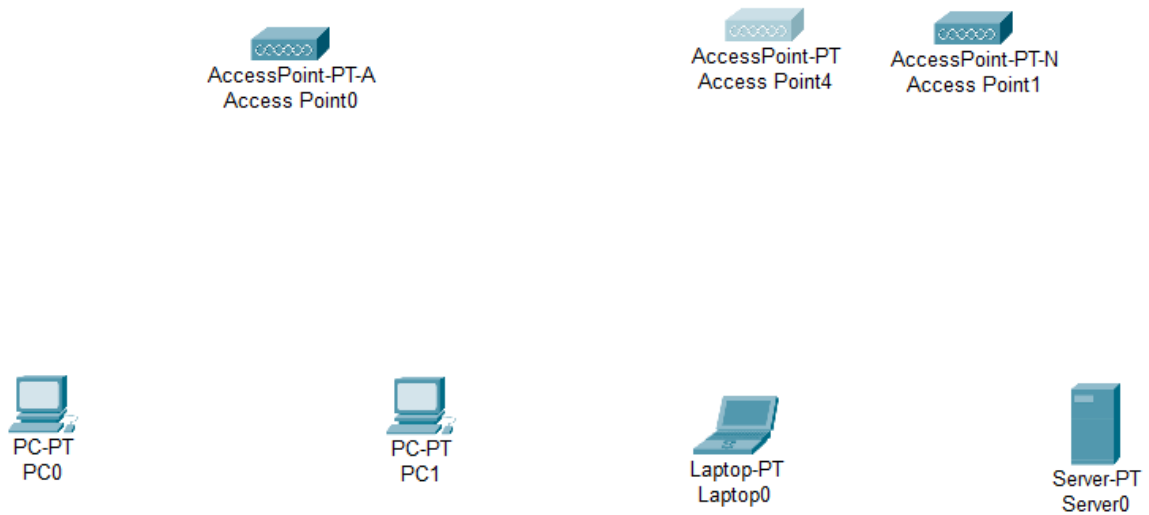 AccessPoint-PT-A
Access Point0
AccessPoint-PT
Access Point4
AccessPoint-PT-N
Access Point1
PC-PT
PC0
PC-PT
PC1
Laptop-PT
Laptop0
Server-PT
Server0